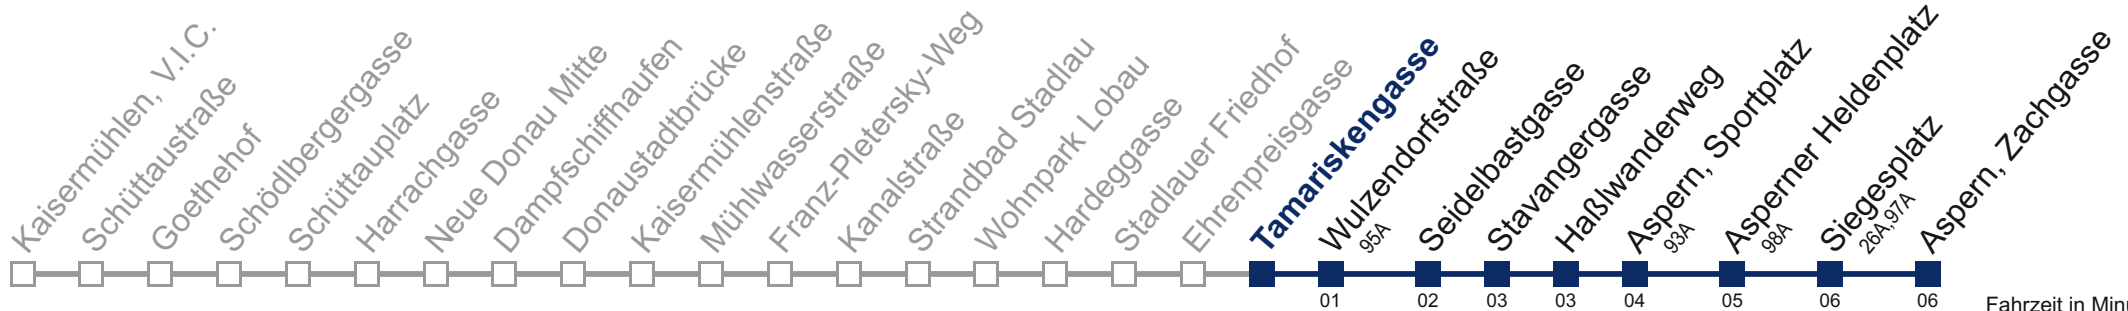 Kaisermühlen, V.I.C.
Schüttaustraße
Goethehof
Schödlbergergasse
Schüttauplatz
Harrachgasse
Neue Donau Mitte
Dampfschiffhaufen
Donaustadtbrücke
Kaisermühlenstraße
Mühlwasserstraße
Franz-Pletersky-Weg
Kanalstraße
Strandbad Stadlau
Wohnpark Lobau
Hardeggasse
Stadlauer Friedhof
Ehrenpreisgasse
Tamariskengasse
Wulzendorfstraße
95A
Seidelbastgasse
Stavangergasse
Haßlwanderweg
Aspern, Sportplatz
93A
Asperner Heldenplatz
98A
Siegesplatz
26A,97A
Aspern, Zachgasse
01 02 03 03 04 05 06 06
Fahrzeit in Min